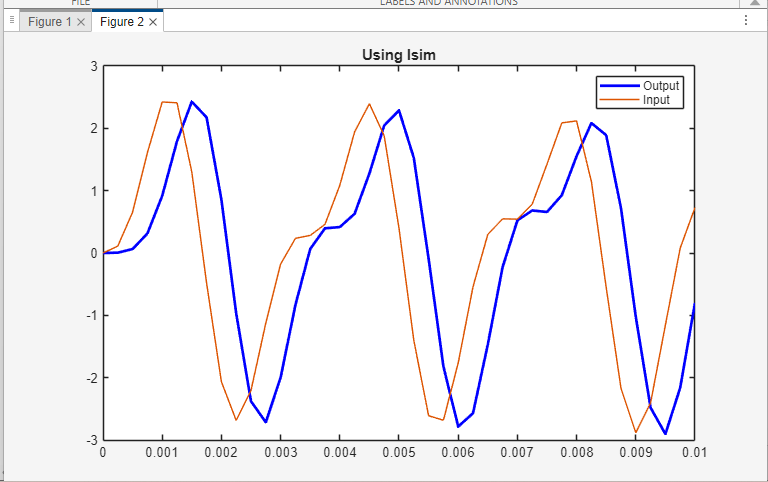 FILE LABELS AND ANNOTATIONS
Figure 1 Figure 2
Using lsim
Output
Input
3
2
1
0
-1
-2
-3
0 0.001 0.002 0.003 0.004 0.005 0.006 0.007 0.008 0.009 0.01